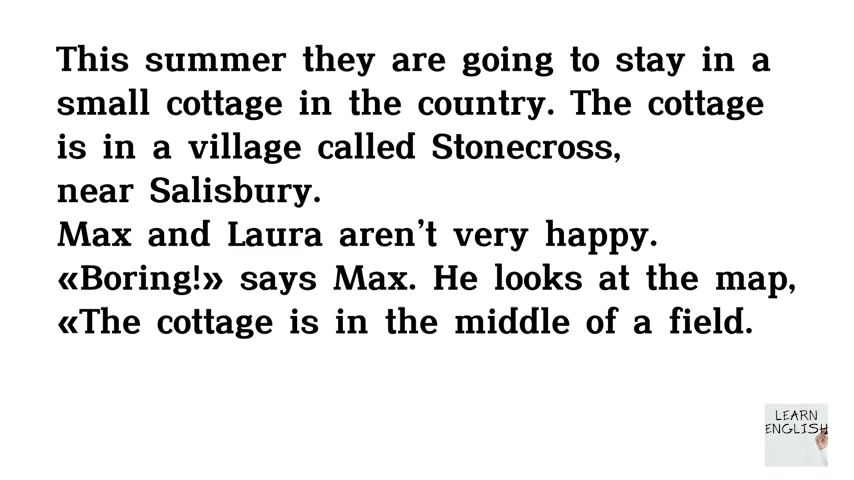 This summer they are going to stay in a
small cottage in the country. The cottage
is in a village called Stonecross,
near Salisbury.
Max and Laura aren’t very happy.
«Boring!» says Max. He looks at the map,
«The cottage is in the middle of a field.
LEARN
ENGLISH